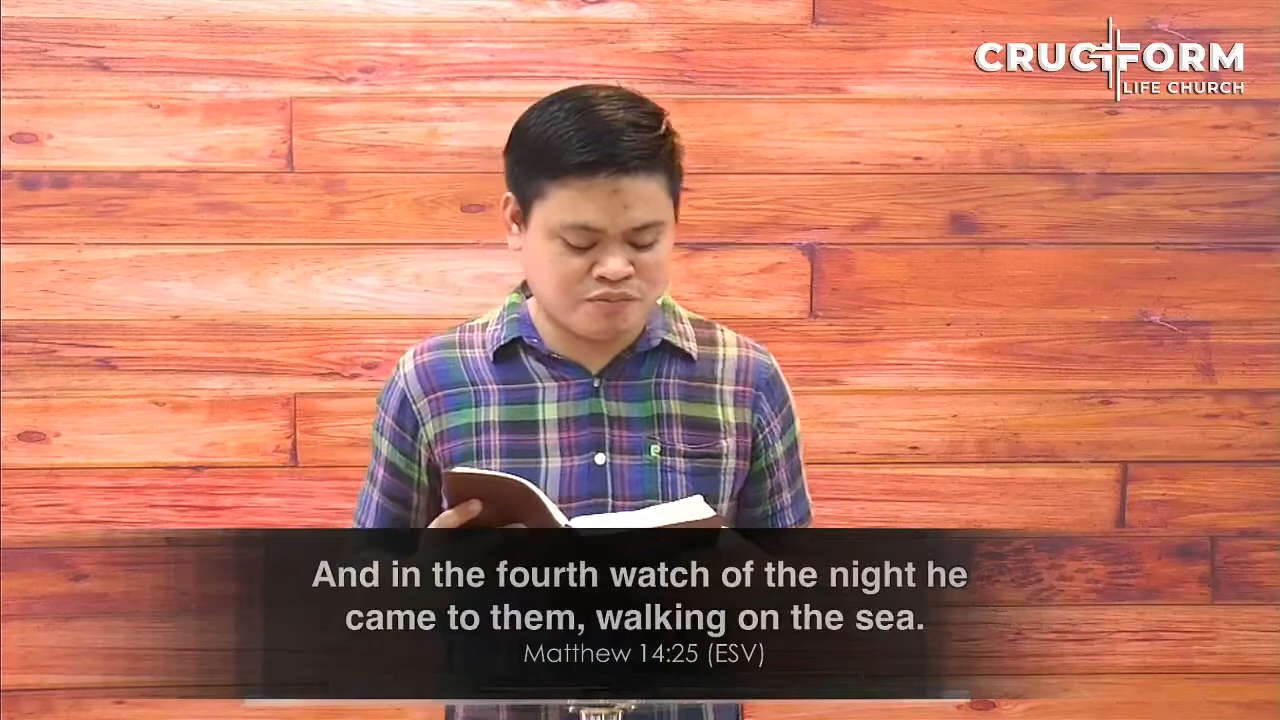 CRUCIFORM
LIFE CHURCH
And in the fourth watch of the night he
came to them, walking on the sea.
Matthew 14:25 (ESV)